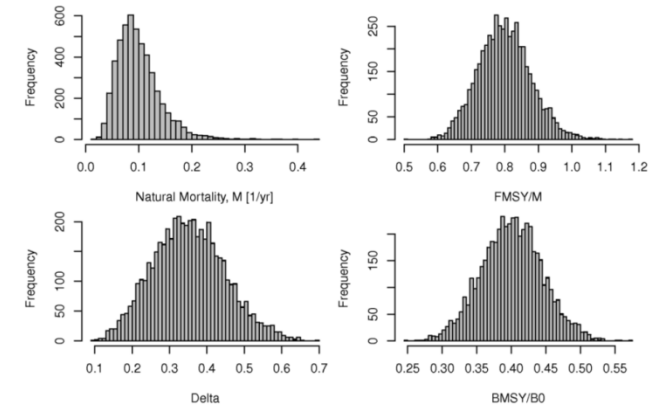 Frequency
0 200 400 600
0.0 0.1 0.2 0.3 0.4
Natural Mortality, M [1/yr]
Frequency
0 50 150 250
0.5 0.6 0.7 0.8 0.9 1.0 1.1 1.2
FMSY/M
Frequency
0 50 100 200
0.1 0.2 0.3 0.4 0.5 0.6 0.7
Delta
Frequency
0 50 150
0.25 0.30 0.35 0.40 0.45 0.50 0.55
BMSY/B0